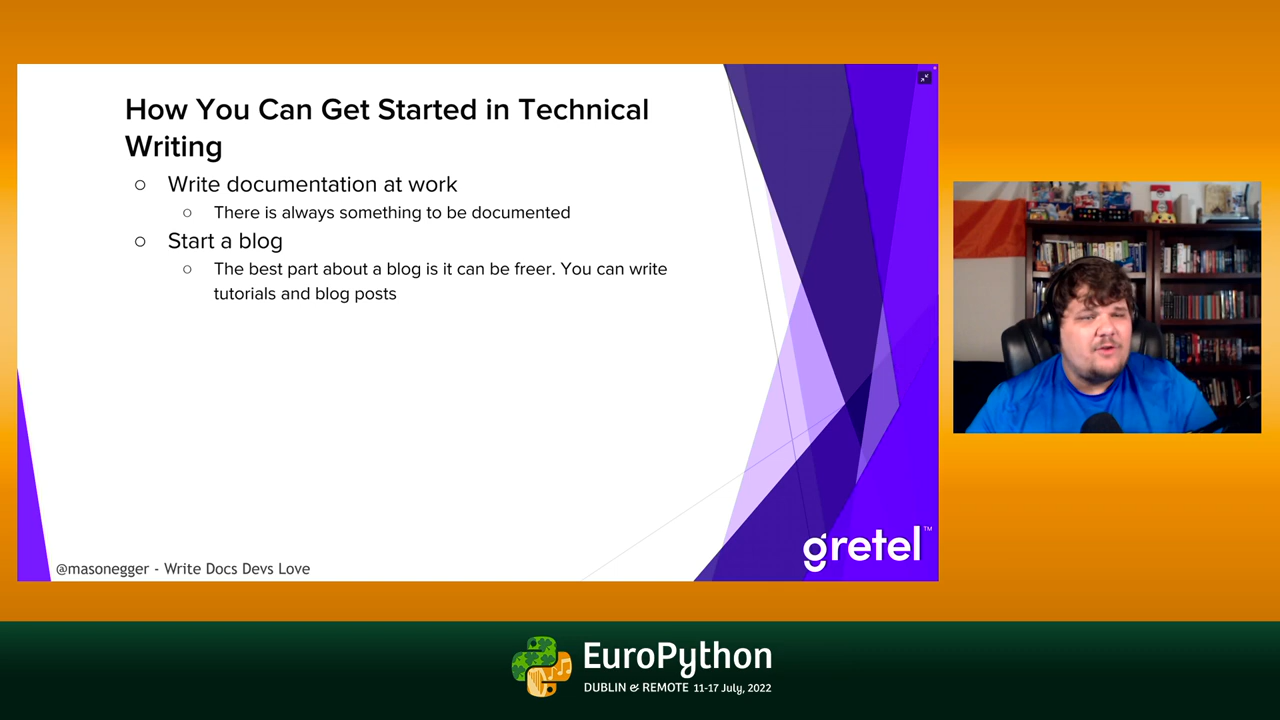 How You Can Get Started in Technical
Writing
○ Write documentation at work
○ There is always something to be documented
○ Start a blog
○ The best part about a blog is it can be freer. You can write
tutorials and blog posts
@masonegger - Write Docs Devs Love
gretel™
EuroPython
DUBLIN & REMOTE 11-17 July, 2022